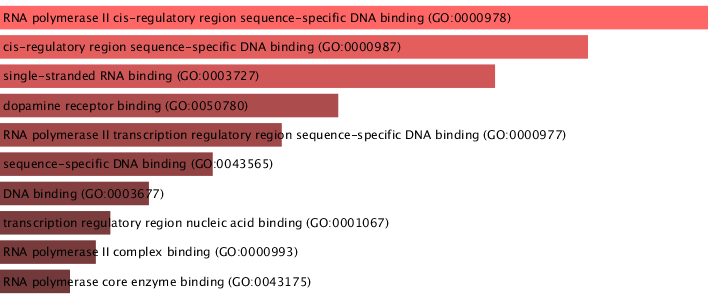 RNA polymerase II cis-regulatory region sequence-specific DNA binding (GO:0000978)
cis-regulatory region sequence-specific DNA binding (GO:0000987)
single-stranded RNA binding (GO:0003727)
dopamine receptor binding (GO:0050780)
RNA polymerase II transcription regulatory region sequence-specific DNA binding (GO:0000977)
sequence-specific DNA binding (GO:0043565)
DNA binding (GO:0003677)
transcription regulatory region nucleic acid binding (GO:0001067)
RNA polymerase II complex binding (GO:0000993)
RNA polymerase core enzyme binding (GO:0043175)